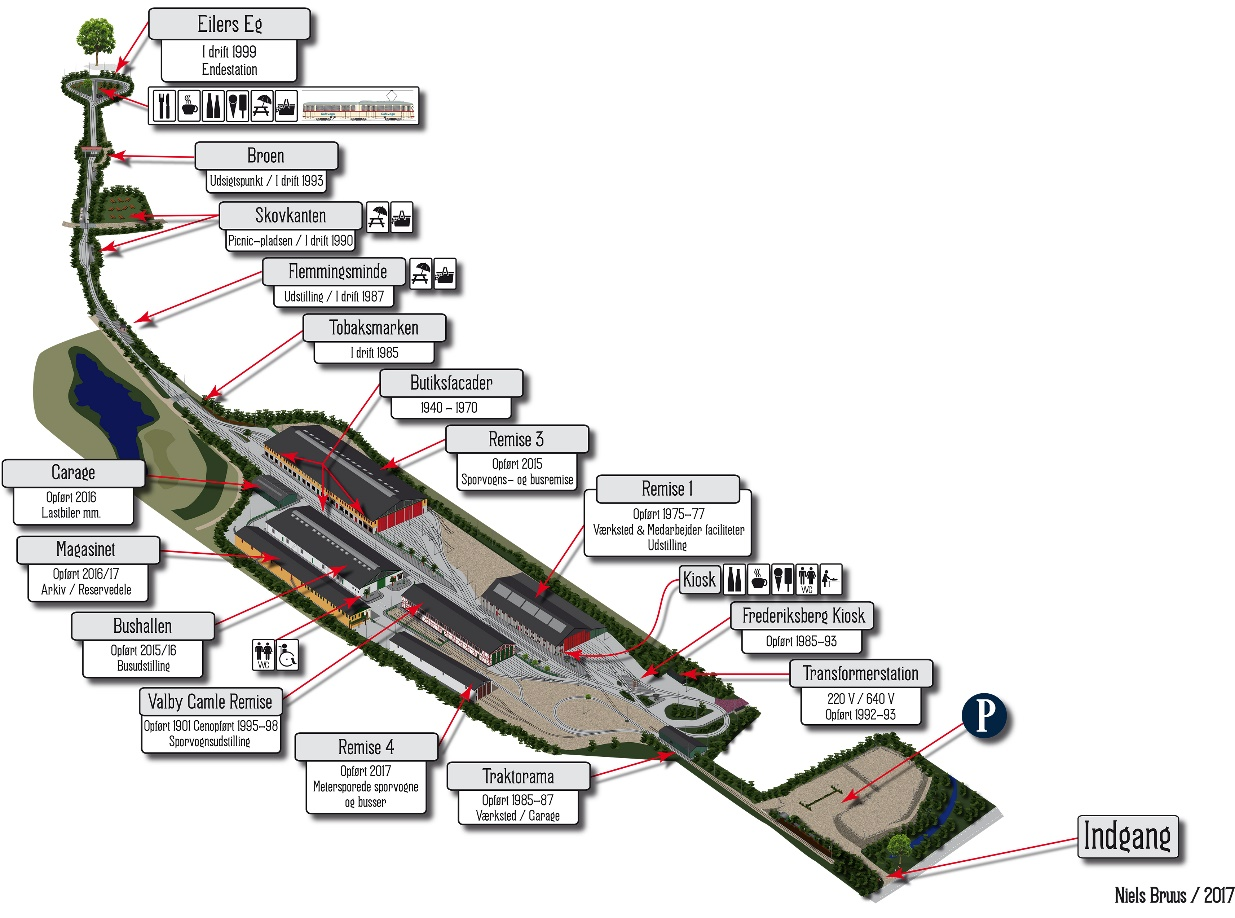 Eilers Eg
I drift 1999
Endestation
Broen
Udsigtspunkt / I drift 1993
Skovkanten
Picnic-pladsen / I drift 1990
Flemmingsminde
Udstilling / I drift 1987
Tobaksmarken
I drift 1985
Butiksfacader
1940 - 1970
Remise 3
Opført 2015
Sporvogns- og busremise
Garage
Opført 2016
Lastbiler mm.
Remise 1
Opført 1975-77
Værksted & Medarbejder faciliteter
Udstilling
Magasinet
Opført 2016/17
Arkiv / Reservedele
Kiosk
WC
Frederiksberg Kiosk
Opført 1985-93
Bushallen
Opført 2015/16
Busudstilling
WC
Transformerstation
220 V / 640 V
Opført 1992-93
Valby Gamle Remise
Opført 1901 Genopført 1995-98
Sporvognsudstilling
P
Remise 4
Opført 2017
Metersporede sporvogne
og busser
Traktorama
Opført 1985-87
Værksted / Garage
Indgang
Niels Bruus / 2017